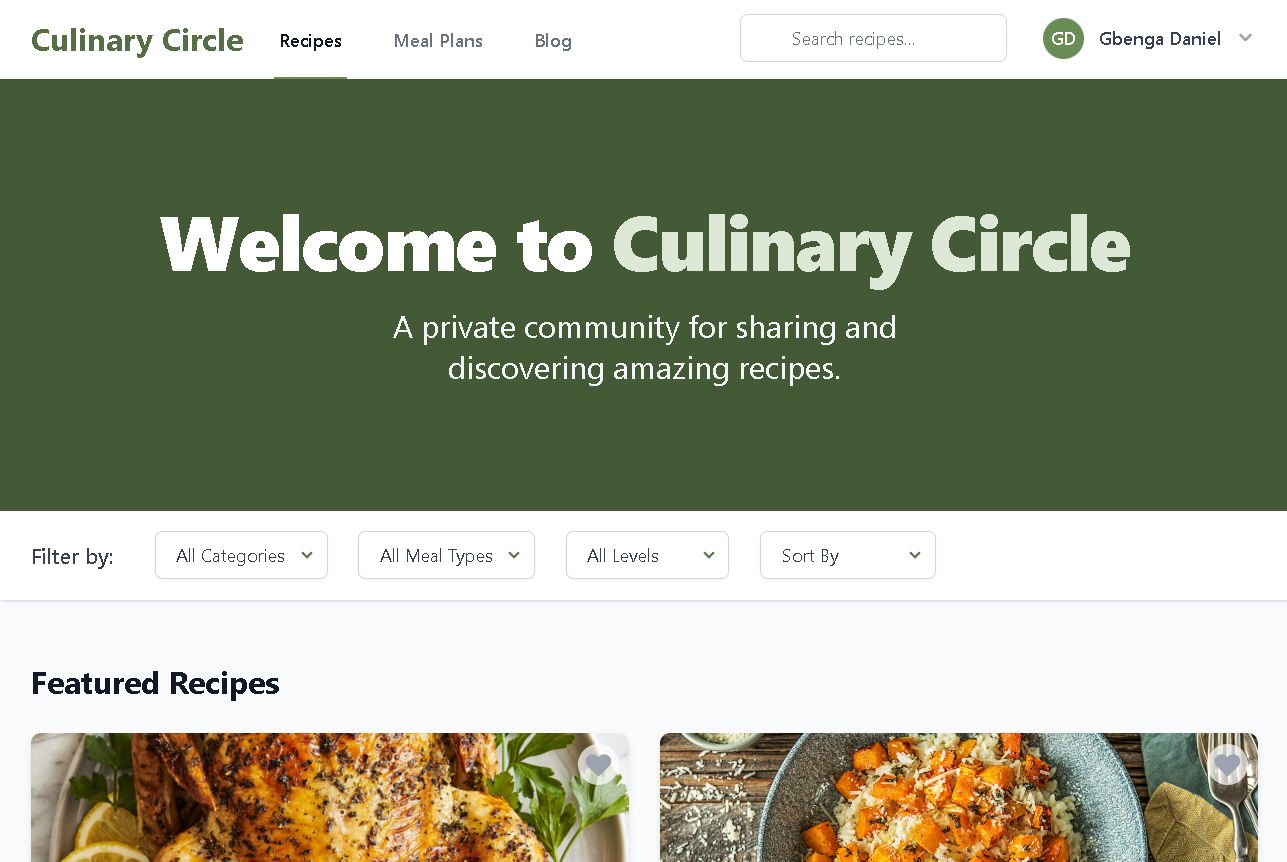 Culinary Circle
Recipes
Meal Plans
Blog
Search recipes...
GD
Gbenga Daniel
Welcome to Culinary Circle
A private community for sharing and
discovering amazing recipes.
Filter by:
All Categories
All Meal Types
All Levels
Sort By
Featured Recipes